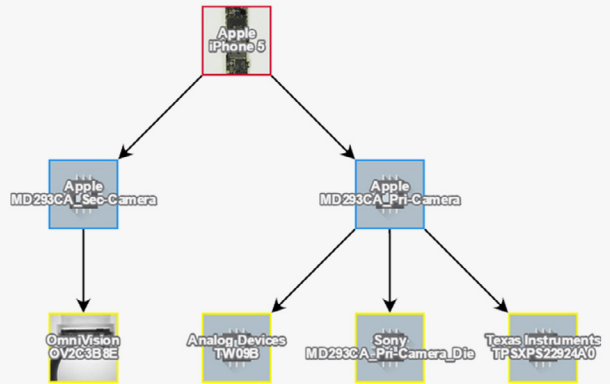 Apple
iPhone 5
Apple
MD293CA_Sec-Camera
Apple
MD293CA_Pri-Camera
OmniVision
OV2C3B8E
Analog Devices
TW09B
Sony
MD293CA_Pri-Camera_Die
Texas Instruments
TPSXPS22924A0